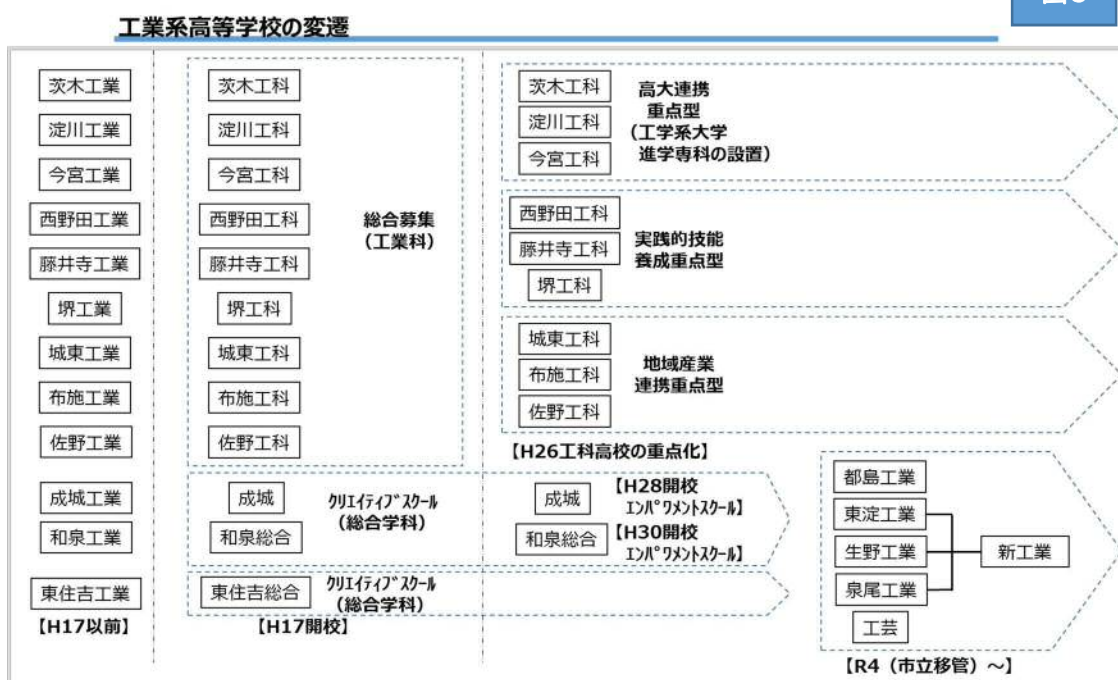 工業系高等学校の変遷
茨木工業
淀川工業
今宮工業
西野田工業
藤井寺工業
堺工業
城東工業
布施工業
佐野工業
成城工業
和泉工業
東住吉工業
【H17以前】
茨木工科
淀川工科
今宮工科
西野田工科
藤井寺工科
堺工科
城東工科
布施工科
佐野工科
総合募集
(工業科)
成城
和泉総合
ｸﾘｴｲﾃｨﾌﾞｽｸｰﾙ
(総合学科)
東住吉総合
ｸﾘｴｲﾃｨﾌﾞｽｸｰﾙ
(総合学科)
【H17開校】
茨木工科
淀川工科
今宮工科
高大連携
重点型
(工学系大学
進学専科の設置)
西野田工科
藤井寺工科
堺工科
実践的技能
養成重点型
城東工科
布施工科
佐野工科
地域産業
連携重点型
【H26工科高校の重点化】
成城
【H28開校
ｴﾝﾊﾟﾜﾒﾝﾄｽｸｰﾙ】
和泉総合
【H30開校
ｴﾝﾊﾟﾜﾒﾝﾄｽｸｰﾙ】
都島工業
東淀工業
生野工業
泉尾工業
工芸
新工業
【R4（市立移管）～】